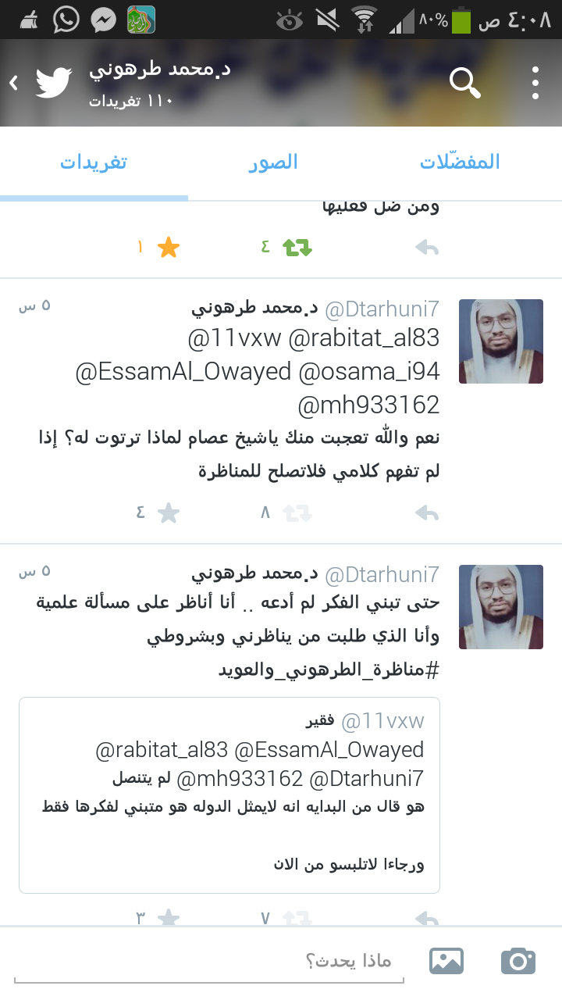 ٤:٠٨ ص
٨٠%
د.محمد طرهوني
١١٠ تغريدات
المفضّلات
الصور
تغريدات
ومن ضل فعليها
٤
١
@Dtarhuni7 د.محمد طرهوني
٥ س
@11vxw @rabitat_al83
@EssamAl_Owayed @osama_i94
@mh933162
نعم والله تعجبت منك ياشيخ عصام لماذا ترتوت له؟ إذا
لم تفهم كلامي فلاتصلح للمناظرة
٨
٤
@Dtarhuni7 د.محمد طرهوني
٥ س
حتى تبني الفكر لم أدعه .. أنا أناظر على مسألة علمية
وأنا الذي طلبت من يناظرني وبشروطي
#مناظرة_الطرهوني_والعويد
@11vxw فقير
@rabitat_al83 @EssamAl_Owayed
@mh933162 @Dtarhuni7 لم يتنصل
هو قال من البدايه انه لايمثل الدوله هو متبني لفكرها فقط
ورجاءا لاتلبسو من الان
٧
٣
ماذا يحدث؟